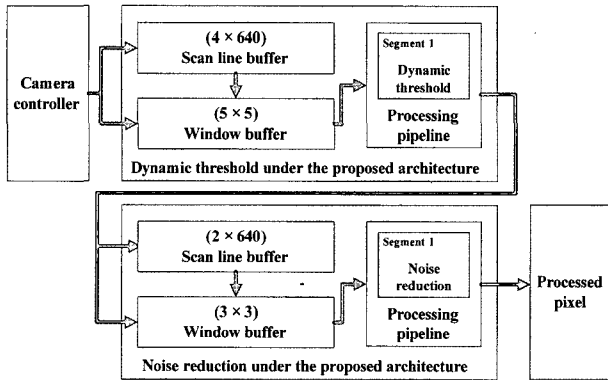 Camera
controller
(4 × 640)
Scan line buffer
(5 × 5)
Window buffer
Segment 1
Dynamic
threshold
Processing
pipeline
Dynamic threshold under the proposed architecture
(2 × 640)
Scan line buffer
(3 × 3)
Window buffer
Segment 1
Noise
reduction
Processing
pipeline
Noise reduction under the proposed architecture
Processed
pixel